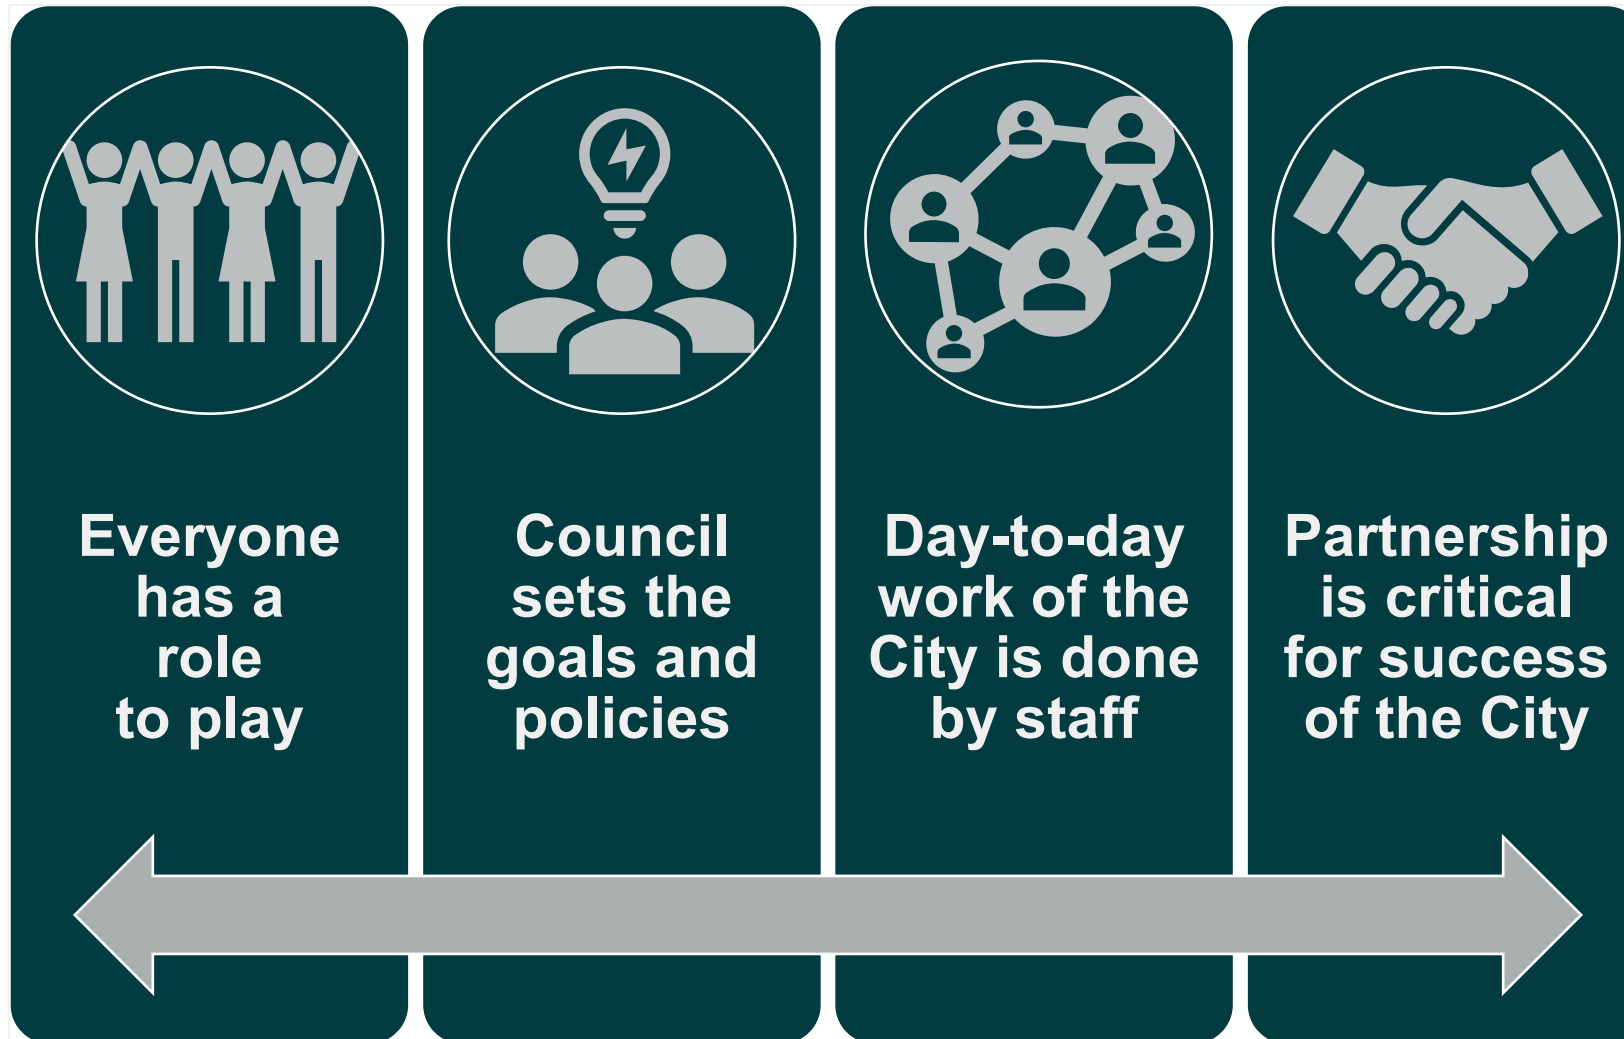 Everyone
has a
role
to play
Council
sets the
goals and
policies
Day-to-day
work of the
City is done
by staff
Partnership
is critical
for success
of the City